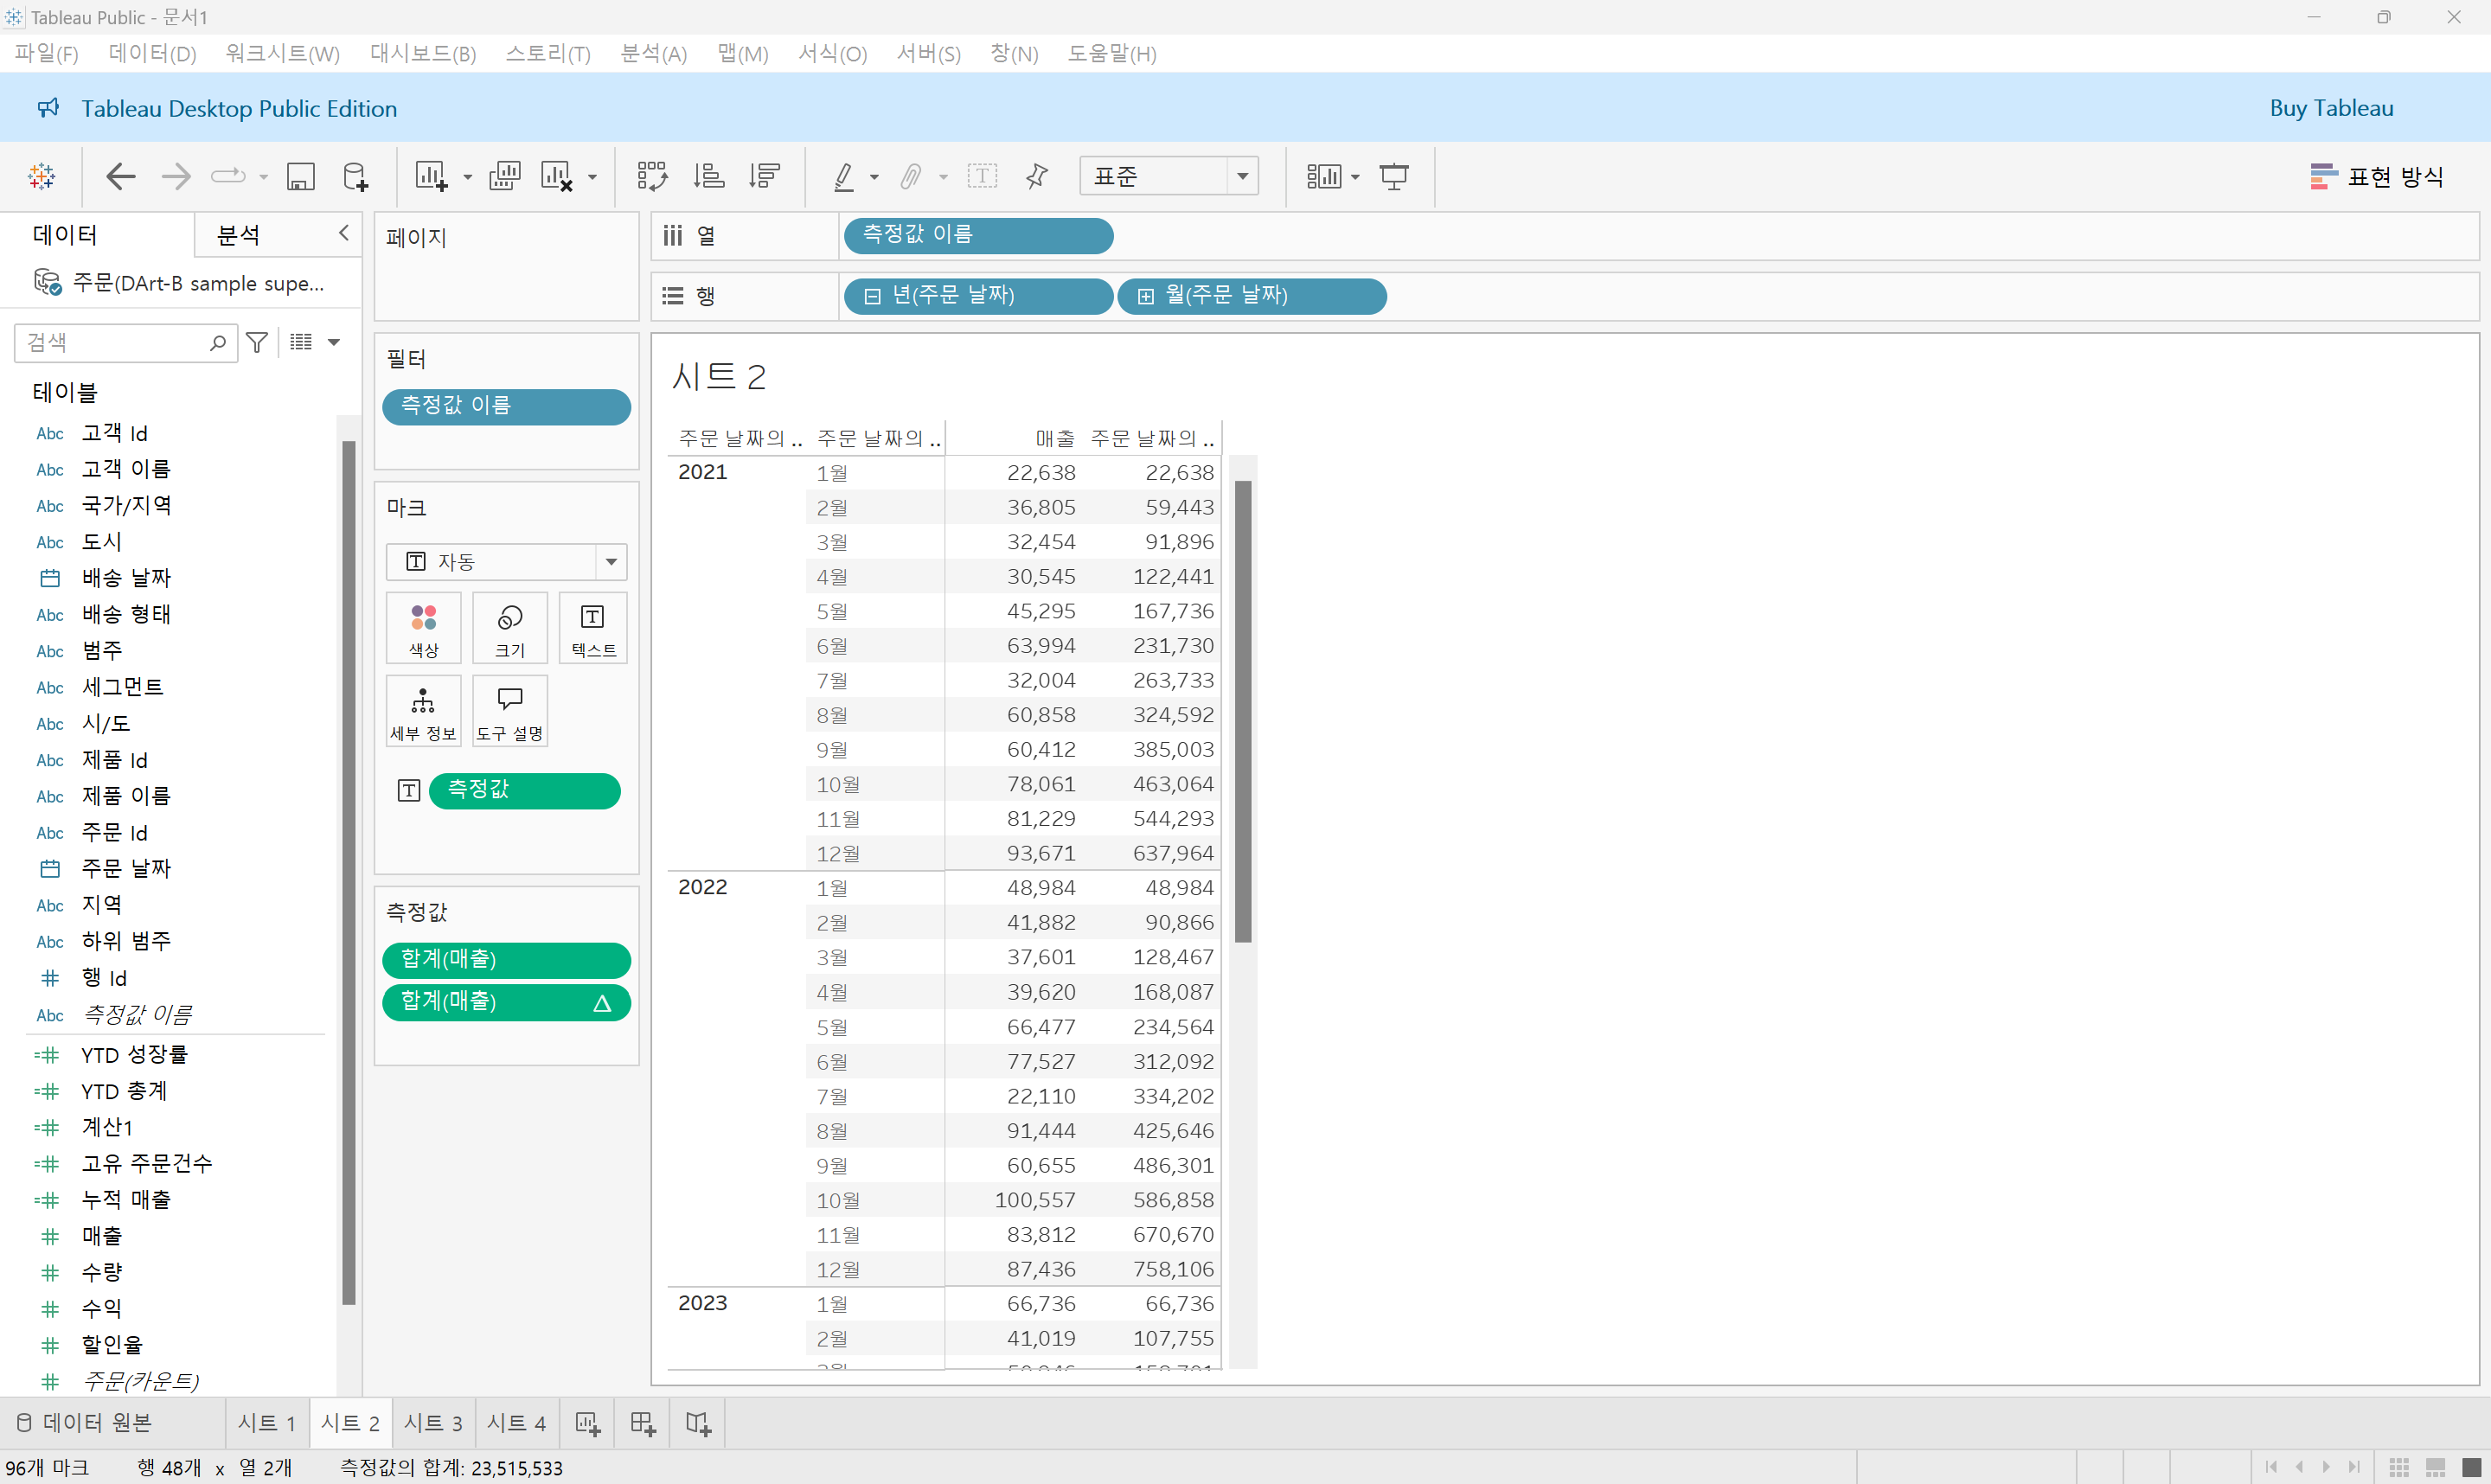 Tableau Public - 문서1
파일(F) 데이터(D) 워크시트(W) 대시보드(B) 스토리(T) 분석(A) 맵(M) 서식(O) 서버(S) 창(N) 도움말(H)
Tableau Desktop Public Edition Buy Tableau
표준 표현 방식
데이터 분석
주문(DArt-B sample supe...
검색
테이블
Abc 고객 Id
Abc 고객 이름
Abc 국가/지역
Abc 도시
배송 날짜
Abc 배송 형태
Abc 범주
Abc 세그먼트
Abc 시/도
Abc 제품 Id
Abc 제품 이름
Abc 주문 Id
주문 날짜
Abc 지역
Abc 하위 범주
# 행 Id
Abc 측정값 이름
=# YTD 성장률
=# YTD 총계
=# 계산1
=# 고유 주문건수
=# 누적 매출
# 매출
# 수량
# 수익
# 할인율
# 주문(카운트)
페이지
필터
측정값 이름
마크
자동
색상 크기 텍스트
세부 정보 도구 설명
측정값
측정값
합계(매출)
합계(매출) △
열 측정값 이름
행 년(주문 날짜) 월(주문 날짜)
시트 2
주문 날짜의 .. 주문 날짜의 .. 매출 주문 날짜의 ..
2021 1월 22,638 22,638
2월 36,805 59,443
3월 32,454 91,896
4월 30,545 122,441
5월 45,295 167,736
6월 63,994 231,730
7월 32,004 263,733
8월 60,858 324,592
9월 60,412 385,003
10월 78,061 463,064
11월 81,229 544,293
12월 93,671 637,964
2022 1월 48,984 48,984
2월 41,882 90,866
3월 37,601 128,467
4월 39,620 168,087
5월 66,477 234,564
6월 77,527 312,092
7월 22,110 334,202
8월 91,444 425,646
9월 60,655 486,301
10월 100,557 586,858
11월 83,812 670,670
12월 87,436 758,106
2023 1월 66,736 66,736
2월 41,019 107,755
데이터 원본 시트 1 시트 2 시트 3 시트 4
96개 마크 행 48개 x 열 2개 측정값의 합계: 23,515,533